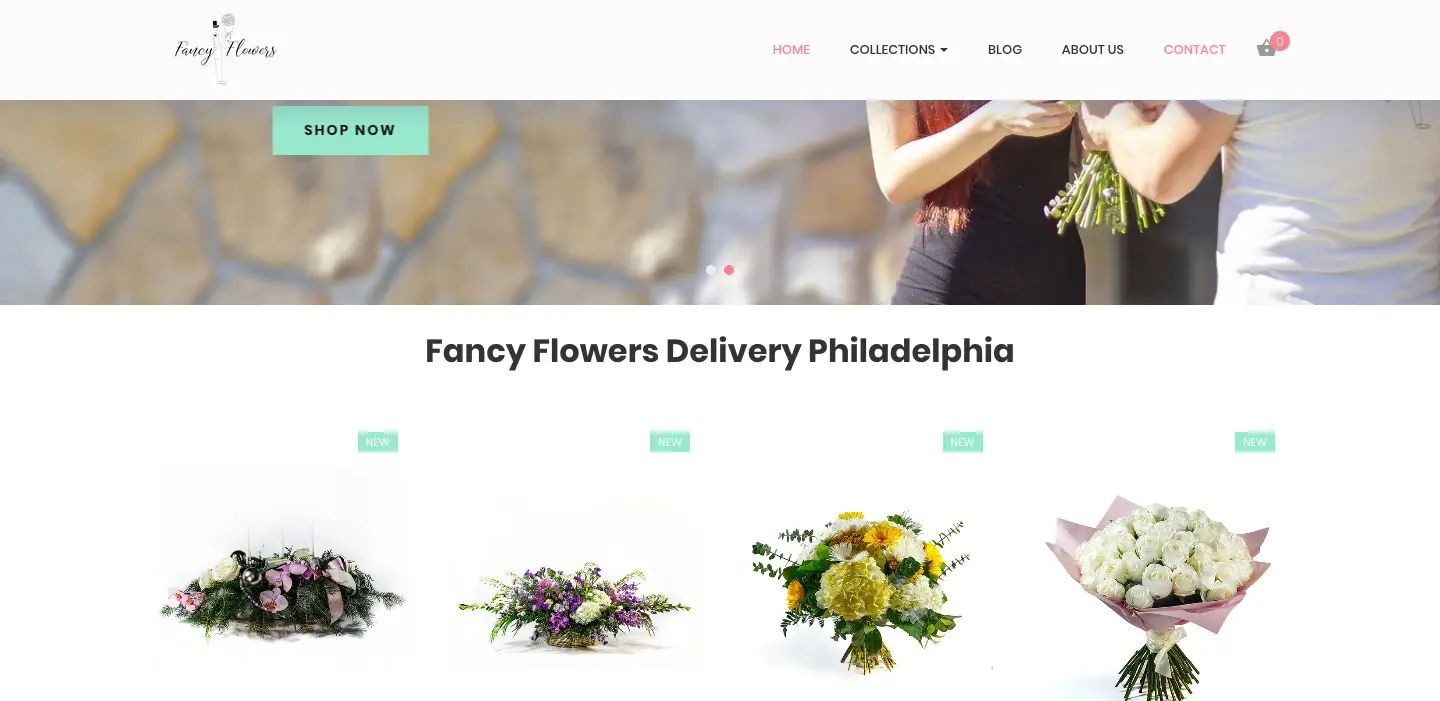 Fancy Flowers
HOME
COLLECTIONS
BLOG
ABOUT US
CONTACT
0
SHOP NOW
Fancy Flowers Delivery Philadelphia
NEW
NEW
NEW
NEW